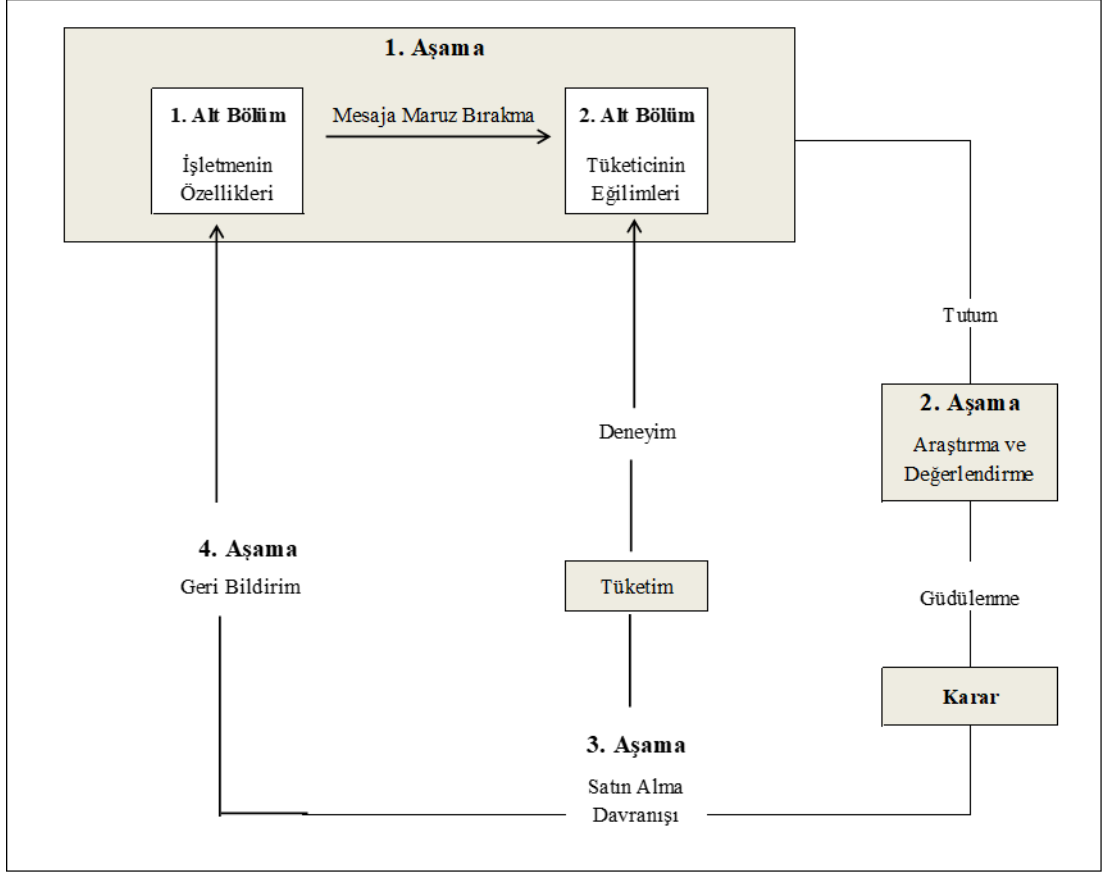 1. Aşama
1. Alt Bölüm
İşletmenin
Özellikleri
Mesaja Maruz Bırakma
2. Alt Bölüm
Tüketicinin
Eğilimleri
Tutum
2. Aşama
Araştırma ve
Değerlendirme
Güdülenme
Karar
3. Aşama
Satın Alma
Davranışı
Tüketim
Deneyim
4. Aşama
Geri Bildirim